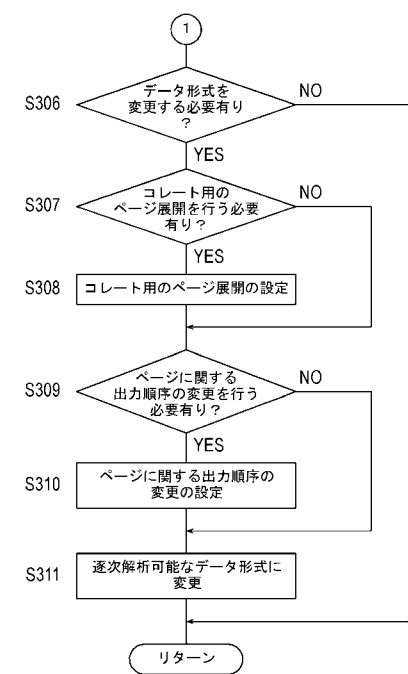 1
S306
データ形式を
変更する必要有り
?
NO
YES
S307
コレート用の
ページ展開を行う必要
有り?
NO
YES
S308
コレート用のページ展開の設定
S309
ページに関する
出力順序の変更を行う
必要有り?
NO
YES
S310
ページに関する出力順序の
変更の設定
S311
逐次解析可能なデータ形式に
変更
リターン